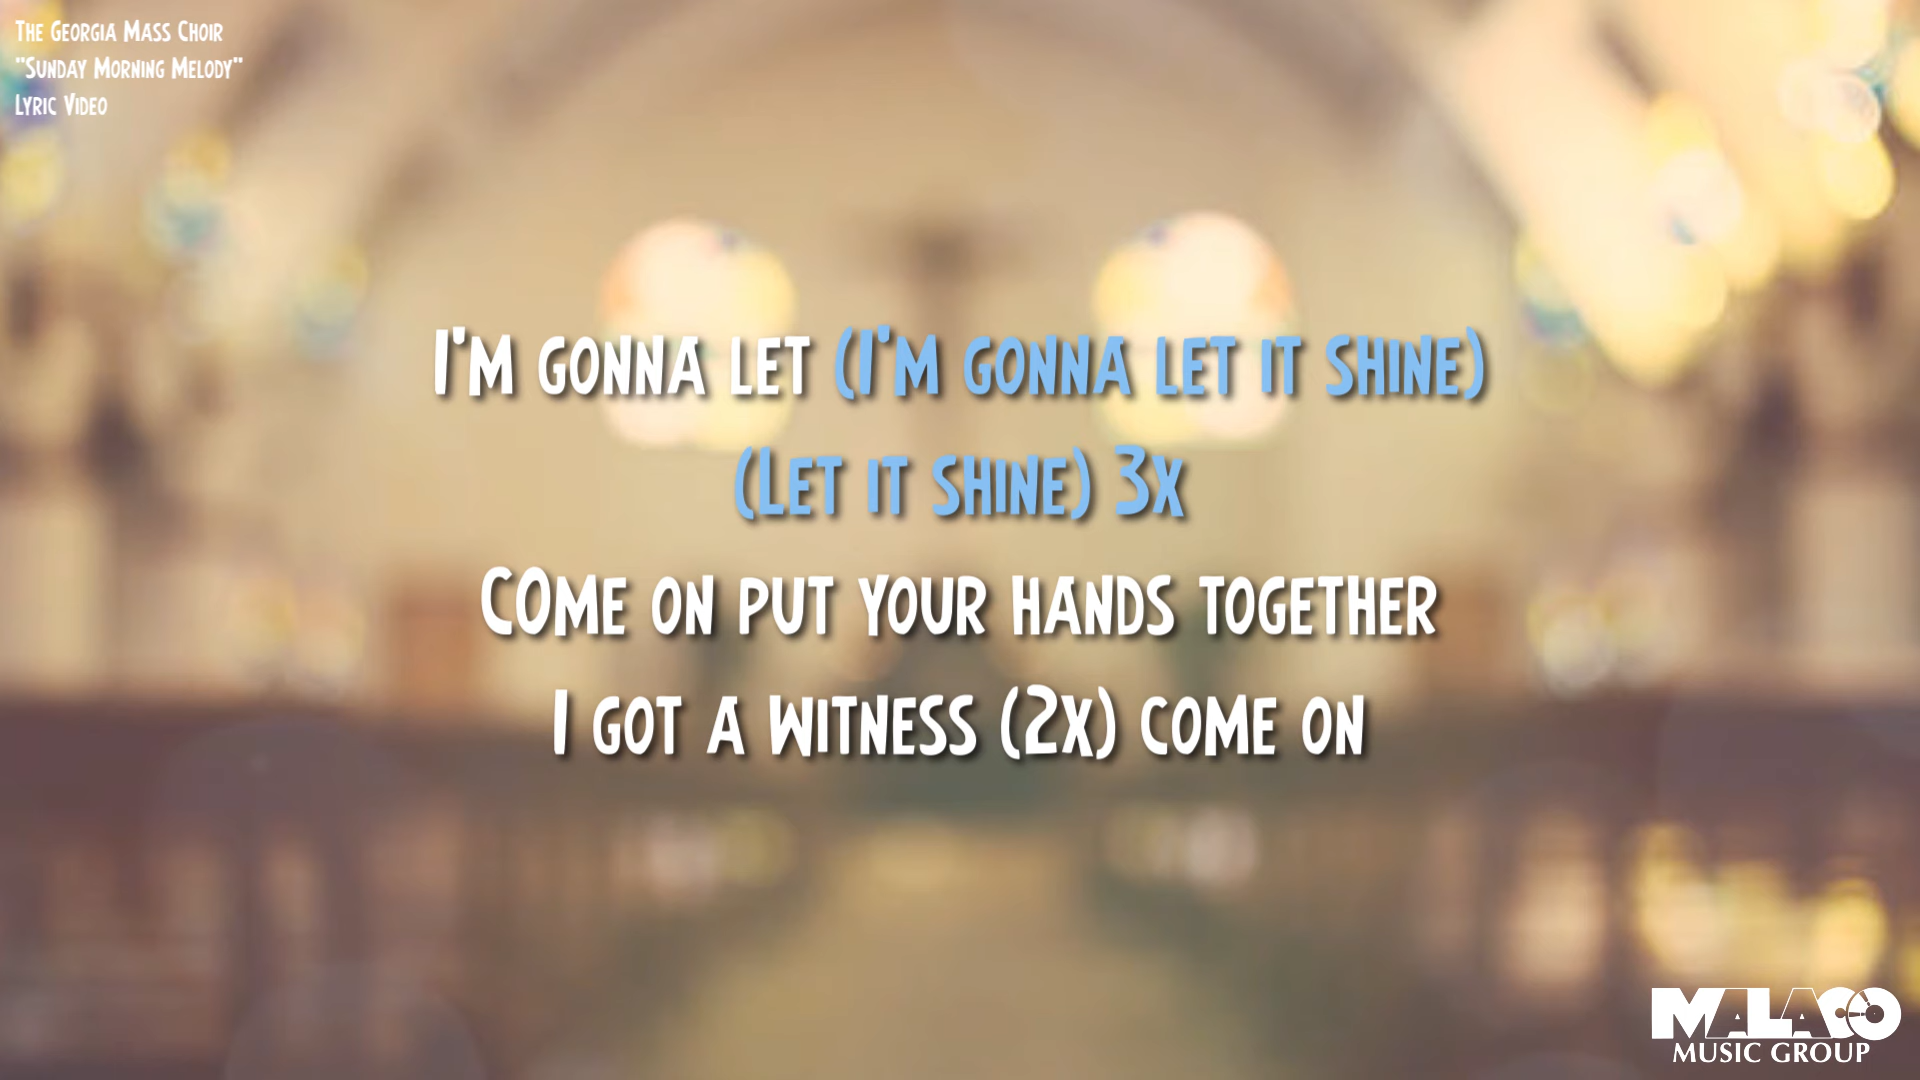 The Georgia Mass Choir
"Sunday Morning Melody"
Lyric Video
I'm gonna let (I'm gonna let it shine)
(Let it shine) 3x
Come on put your hands together
I got a witness (2x) come on
MALACO
MUSIC GROUP